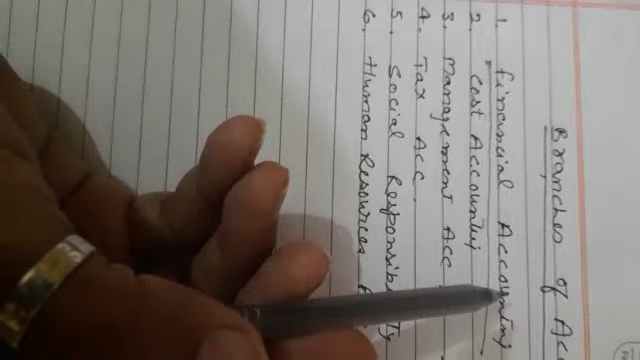 Branches of Ac
1. Financial Accounting
2. Cost Accounting
3. Management Acc
4. Tax Acc.
5. Social Responsibility
6. Human Resources A